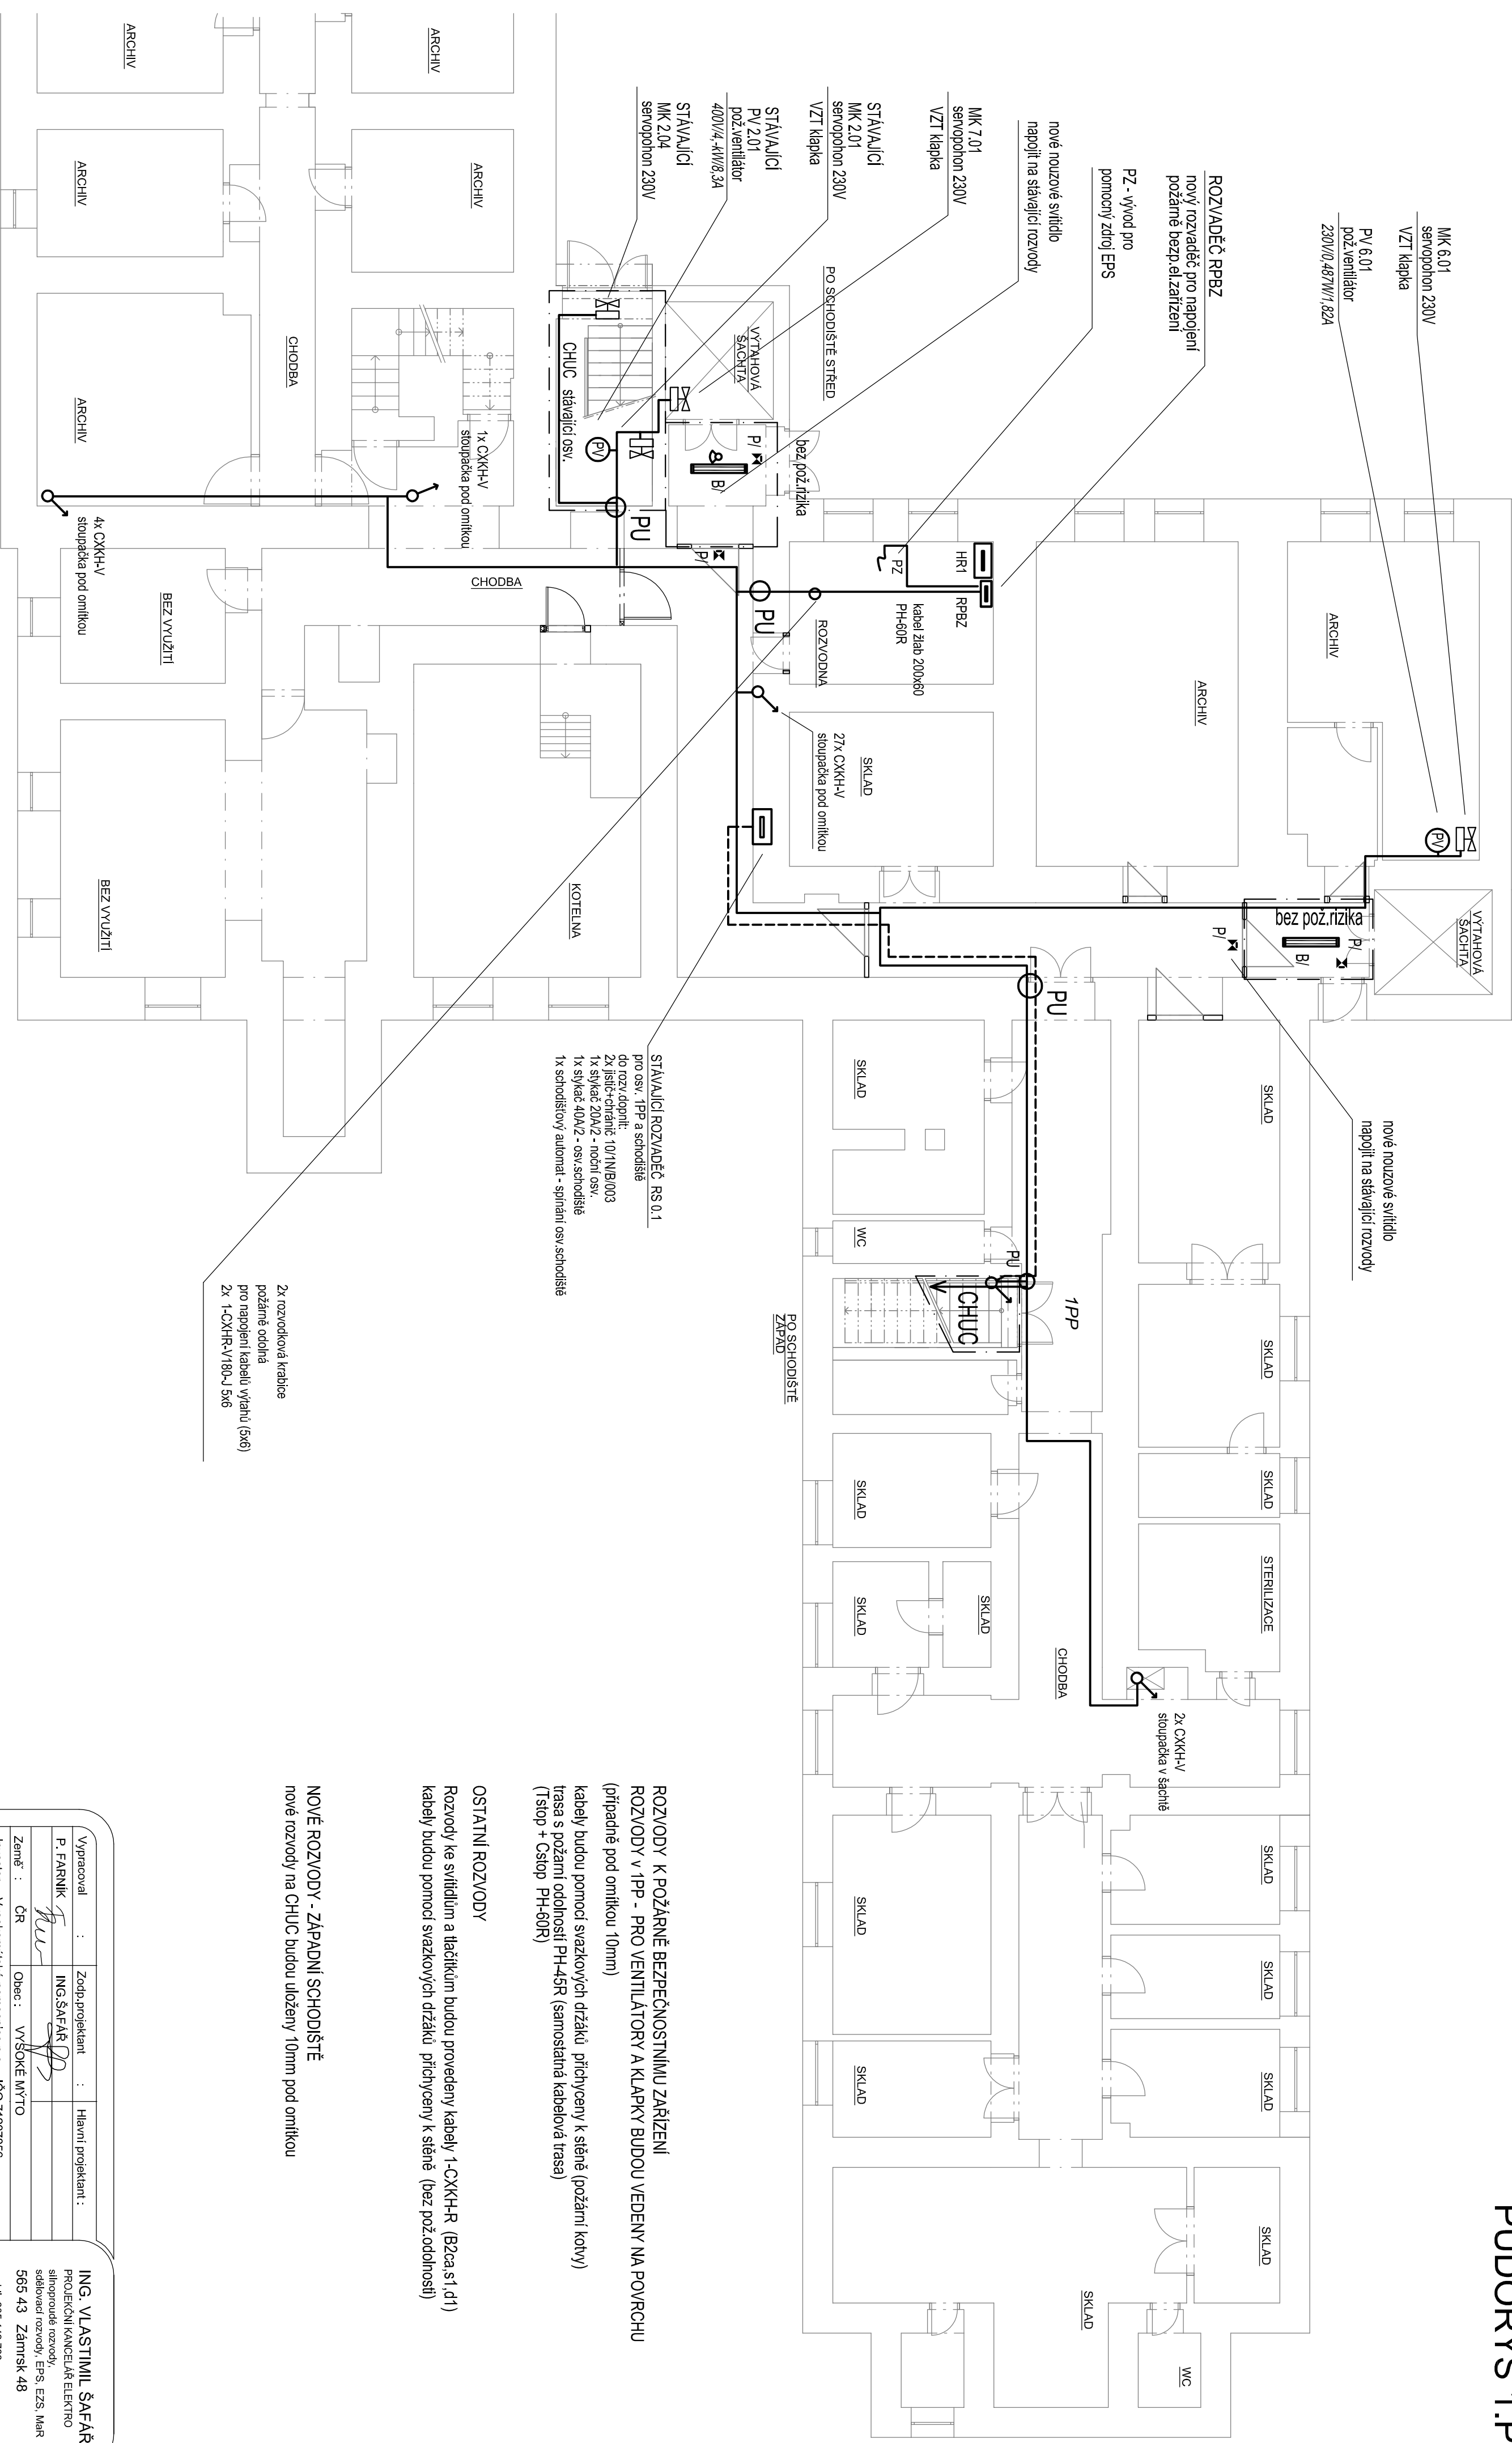 PŮDORYS 1.P
MK 6.01
servopohon 230V
VZT klapka
PV 6.01
pož.ventilátor
230V/0,487W/1,82A
ROZVADĚČ RPBZ
nový rozvaděč pro napojení
požárně bezp.el.zařízení
PZ - vývod pro
pomocný zdroj EPS
nové nouzové svítidlo
napojit na stávající rozvody
MK 7.01
servopohon 230V
VZT klapka
STÁVAJÍCÍ
MK 2.01
servopohon 230V
VZT klapka
STÁVAJÍCÍ
PV 2.01
pož.ventilátor
400V/4,-kW/8,3A
STÁVAJÍCÍ
MK 2.04
servopohon 230V
ARCHIV
ARCHIV
ARCHIV
ARCHIV
ARCHIV
CHODBA
PO SCHODIŠTĚ STŘED
VÝTAHOVÁ
ŠACHTA
CHUC stávající osv.
PV
P/
B/
bez pož.rizika
PU
P/
1x CXKH-V
stoupačka pod omítkou
4x CXKH-V
stoupačka pod omítkou
CHODBA
BEZ VYUŽITÍ
BEZ VYUŽITÍ
KOTELNA
HR1
PZ
RPBZ
kabel žlab 200x60
PH-60R
PU
ROZVODNA
27x CXKH-V
stoupačka pod omítkou
SKLAD
ARCHIV
ARCHIV
PV
VÝTAHOVÁ
ŠACHTA
bez pož.rizika
P/
B/
P/
PU
nové nouzové svítidlo
napojit na stávající rozvody
STÁVAJÍCÍ ROZVADĚČ RS 0.1
pro osv. 1PP a schodiště
do rozv.dopnit:
2x jistič+chránič 10/1N/B/003
1x stykač 20A/2 - noční osv.
1x stykač 40A/2 - osv.schodiště
1x schodišťový automat - spínání osv.schodiště
2x rozvodková krabice
požárně odolná
pro napojení kabelů výtahů (5x6)
2x 1-CXHR-V180-J 5x6
SKLAD
SKLAD
SKLAD
SKLAD
WC
PU
CHUC
1PP
PO SCHODIŠTĚ
ZÁPAD
STERILIZACE
SKLAD
SKLAD
SKLAD
CHODBA
2x CXKH-V
stoupačka v šachtě
SKLAD
SKLAD
SKLAD
SKLAD
SKLAD
SKLAD
SKLAD
WC
ROZVODY K POŽÁRNĚ BEZPEČNOSTNÍMU ZAŘÍZENÍ
ROZVODY v 1PP - PRO VENTILÁTORY A KLAPKY BUDOU VEDENY NA POVRCHU
(případně pod omítkou 10mm)
kabely budou pomocí svazkových držáků přichyceny k stěně (požární kotvy)
trasa s požární odolností PH-45R (samostatná kabelová trasa)
(Tstop + Cstop PH-60R)
OSTATNÍ ROZVODY
Rozvody ke svítidlům a tlačítkům budou provedeny kabely 1-CXKH-R (B2ca,s1,d1)
kabely budou pomocí svazkových držáků přichyceny k stěně (bez pož.odolnosti)
NOVÉ ROZVODY - ZÁPADNÍ SCHODIŠTĚ
nové rozvody na CHUC budou uloženy 10mm pod omítkou
Vypracoval :
Zodp.projektant :
Hlavní projektant :
P. FARNÍK
ING.ŠAFÁŘ
Země : ČR
Obec : VYSOKÉ MÝTO
ING. VLASTIMIL ŠAFÁŘ
PROJEKČNÍ KANCELÁŘ ELEKTRO
silnoproudé rozvody,
sdělovací rozvody, EPS, EZS, MaR
565 43 Zámrsk 48